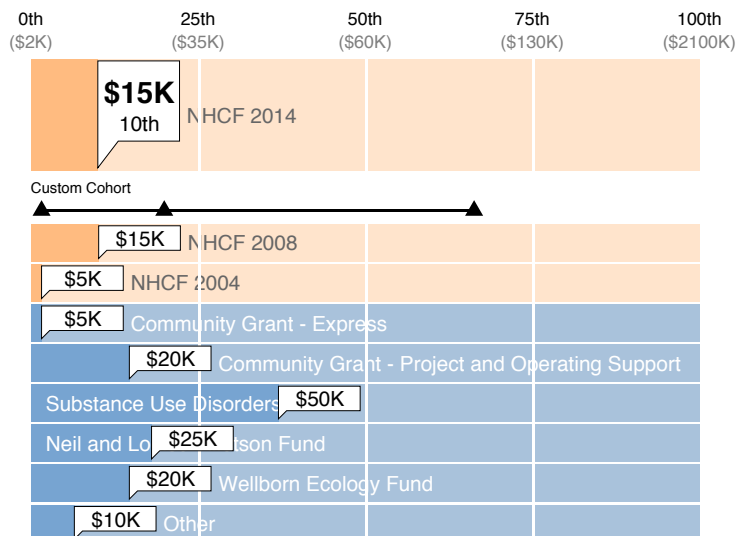 0th 25th 50th 75th 100th
($2K) ($35K) ($60K) ($130K) ($2100K)
$15K
10th
NHCF 2014
Custom Cohort
$15K NHCF 2008
$5K NHCF 2004
$5K Community Grant - Express
$20K Community Grant - Project and Operating Support
Substance Use Disorders $50K
Neil and Lo $25K tson Fund
$20K Wellborn Ecology Fund
$10K Other